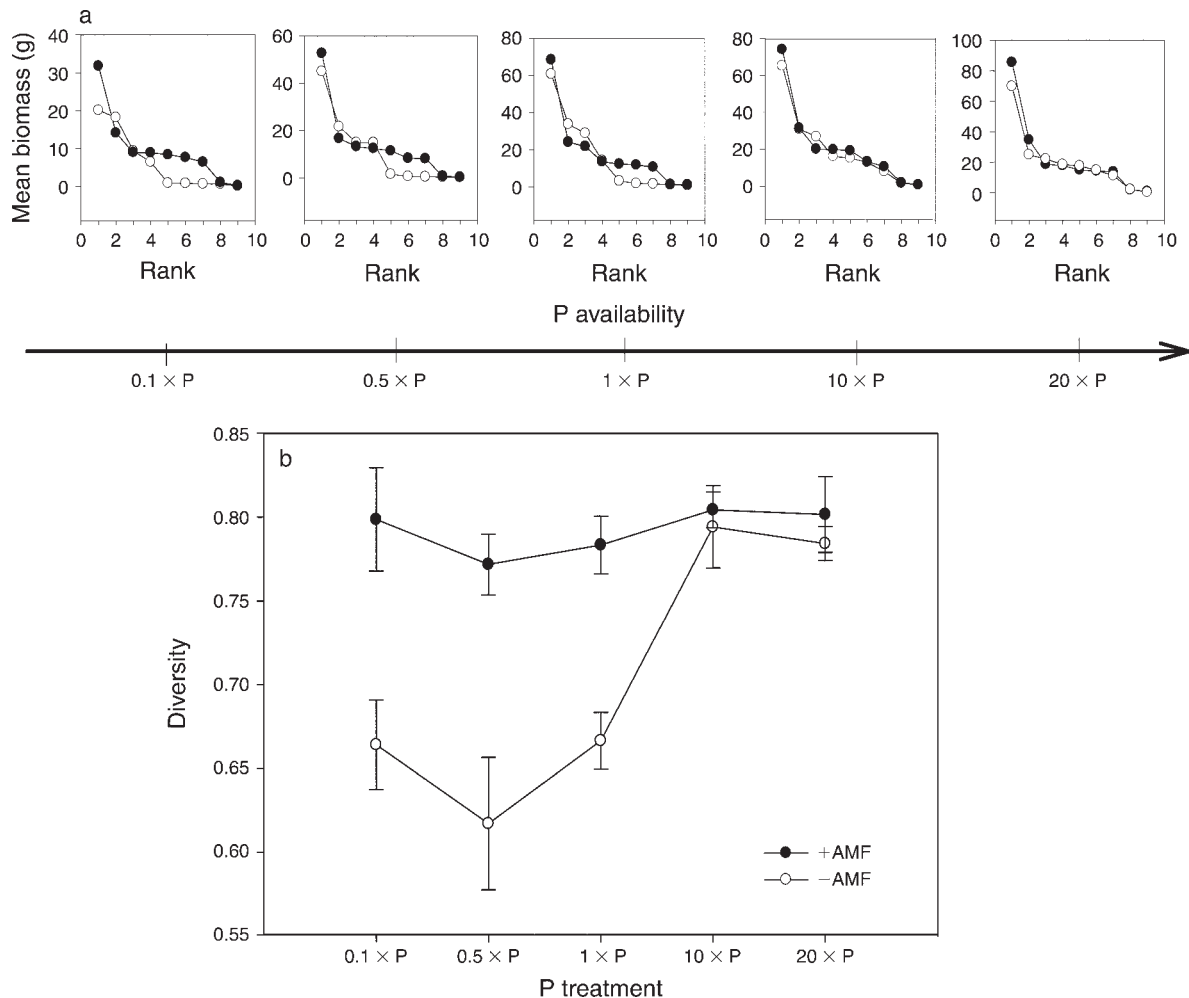 a
Mean biomass (g)
40
30
20
10
0
0 2 4 6 8 10
Rank
60
40
20
0
0 2 4 6 8 10
Rank
80
60
40
20
0
0 2 4 6 8 10
Rank
80
60
40
20
0
0 2 4 6 8 10
Rank
100
80
60
40
20
0
0 2 4 6 8 10
Rank
P availability
0.1 × P 0.5 × P 1 × P 10 × P 20 × P
b
Diversity
0.85
0.80
0.75
0.70
0.65
0.60
0.55
+AMF
−AMF
0.1 × P 0.5 × P 1 × P 10 × P 20 × P
P treatment